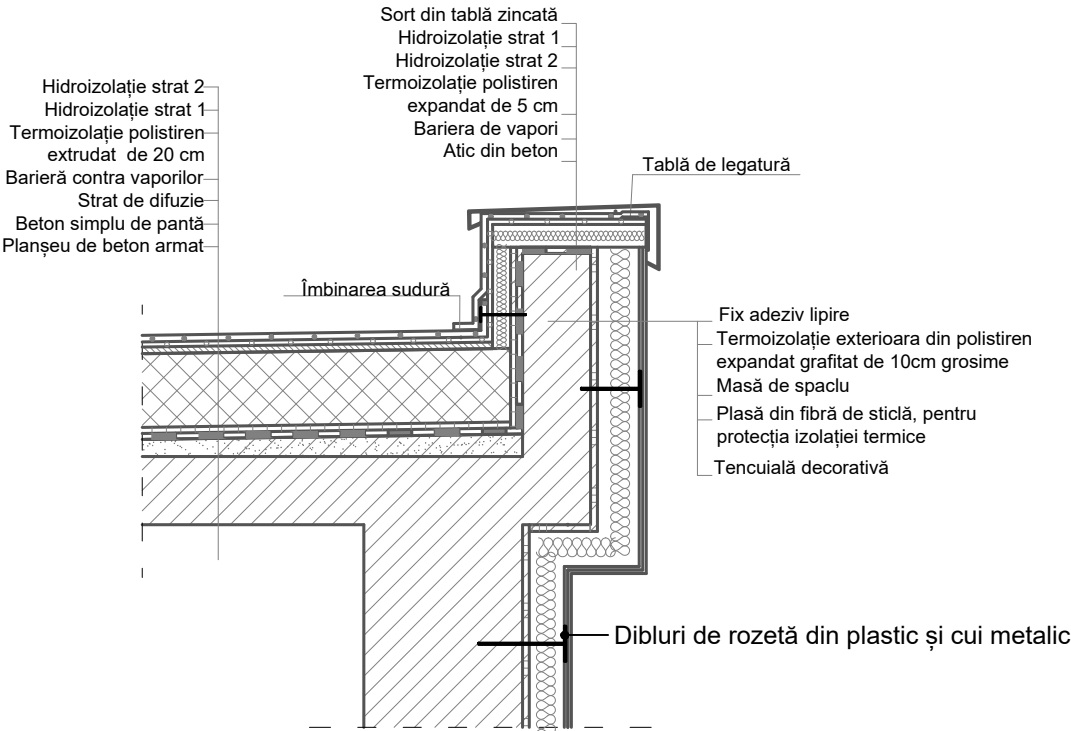 Sort din tablă zincată
Hidroizolație strat 1
Hidroizolație strat 2
Termoizolație polistiren
expandat de 5 cm
Bariera de vapori
Atic din beton
Hidroizolație strat 2
Hidroizolație strat 1
Termoizolație polistiren
extrudat de 20 cm
Barieră contra vaporilor
Strat de difuzie
Beton simplu de pantă
Planșeu de beton armat
Tablă de legatură
Îmbinarea sudură
Fix adeziv lipire
Termoizolație exterioara din polistiren
expandat grafitat de 10cm grosime
Masă de spaclu
Plasă din fibră de sticlă, pentru
protecția izolației termice
Tencuială decorativă
Dibluri de rozetă din plastic și cui metalic